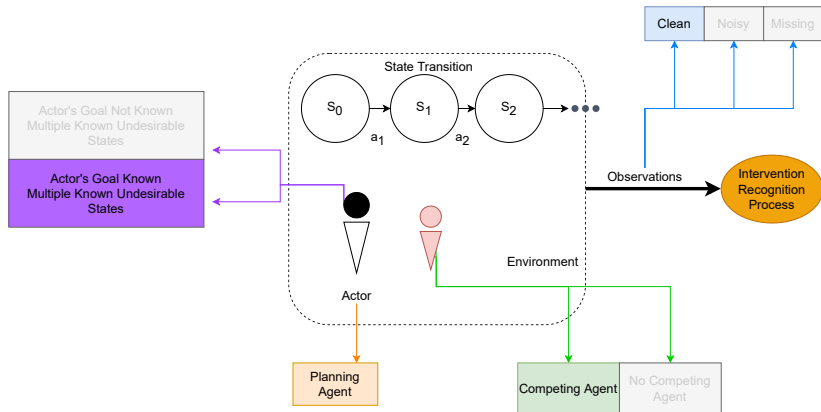 Clean
Noisy
Missing
State Transition
S0
S1
S2
a1
a2
Actor's Goal Not Known
Multiple Known Undesirable
States
Actor's Goal Known
Multiple Known Undesirable
States
Observations
Intervention
Recognition
Process
Environment
Actor
Planning
Agent
Competing Agent
No Competing
Agent